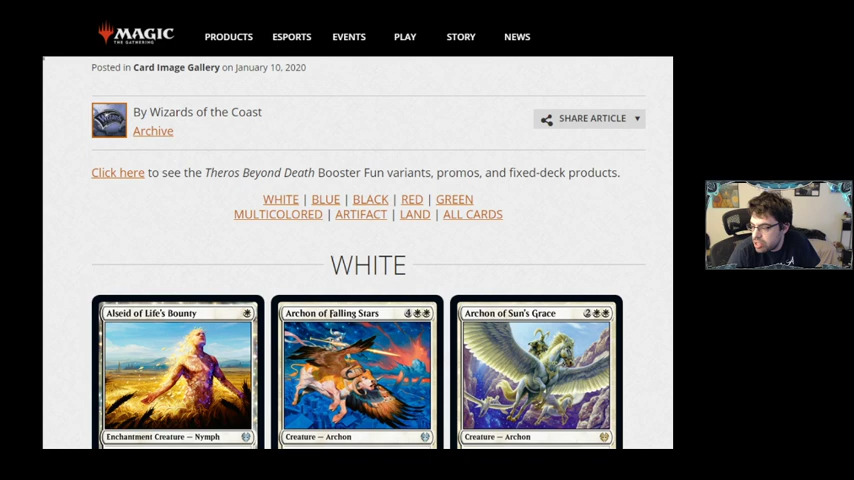 MAGIC
THE GATHERING
PRODUCTS ESPORTS EVENTS PLAY STORY NEWS
Posted in Card Image Gallery on January 10, 2020
By Wizards of the Coast
Archive
SHARE ARTICLE
Click here to see the Theros Beyond Death Booster Fun variants, promos, and fixed-deck products.
WHITE | BLUE | BLACK | RED | GREEN
MULTICOLORED | ARTIFACT | LAND | ALL CARDS
WHITE
Alseid of Life's Bounty
Archon of Falling Stars 4
Archon of Sun's Grace 2
Enchantment Creature — Nymph
Creature — Archon
Creature — Archon